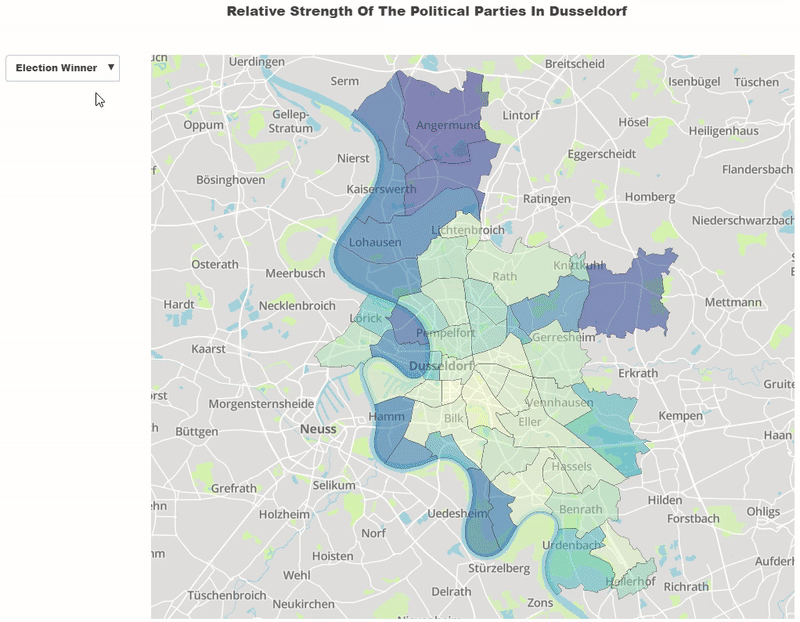 Relative Strength Of The Political Parties In Dusseldorf
Election Winner ▼
Uerdingen
Breitscheid
Serm
Isenbügel
Tüschen
Lintorf
Gellep-
Stratum
Oppum
Angermund
Hösel
Heiligenhaus
Nierst
Eggerscheidt
Flandersbach
Bösinghoven
Kaiserswerth
Ratingen
Homberg
Niederschwarzbach
Lichtenbroich
Lohausen
Osterath
Meerbusch
Rath
Knittkuhl
Hardt
Necklenbroich
Mettmann
Lörick
Pempelfort
Gerresheim
Kaarst
Dusseldorf
Erkrath
Gruite
orst
Morgensternsheide
Vennhausen
Hamm
Bilk
Eller
Kempen
Büttgen
Neuss
Haan
Hassels
Grefrath
Selikum
Hilden
Uedesheim
Benrath
Ohligs
Holzheim
Forstbach
Norf
Urdenbach
Hoisten
Stürzelberg
Aufderh
Wehl
Hellerhof
Richrath
Tüschenbroich
Delrath
Neukirchen
Zons